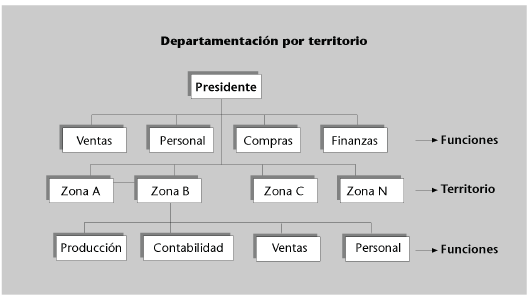 Departamentación por territorio
Presidente
Ventas Personal Compras Finanzas Funciones
Zona A Zona B Zona C Zona N Territorio
Producción Contabilidad Ventas Personal Funciones